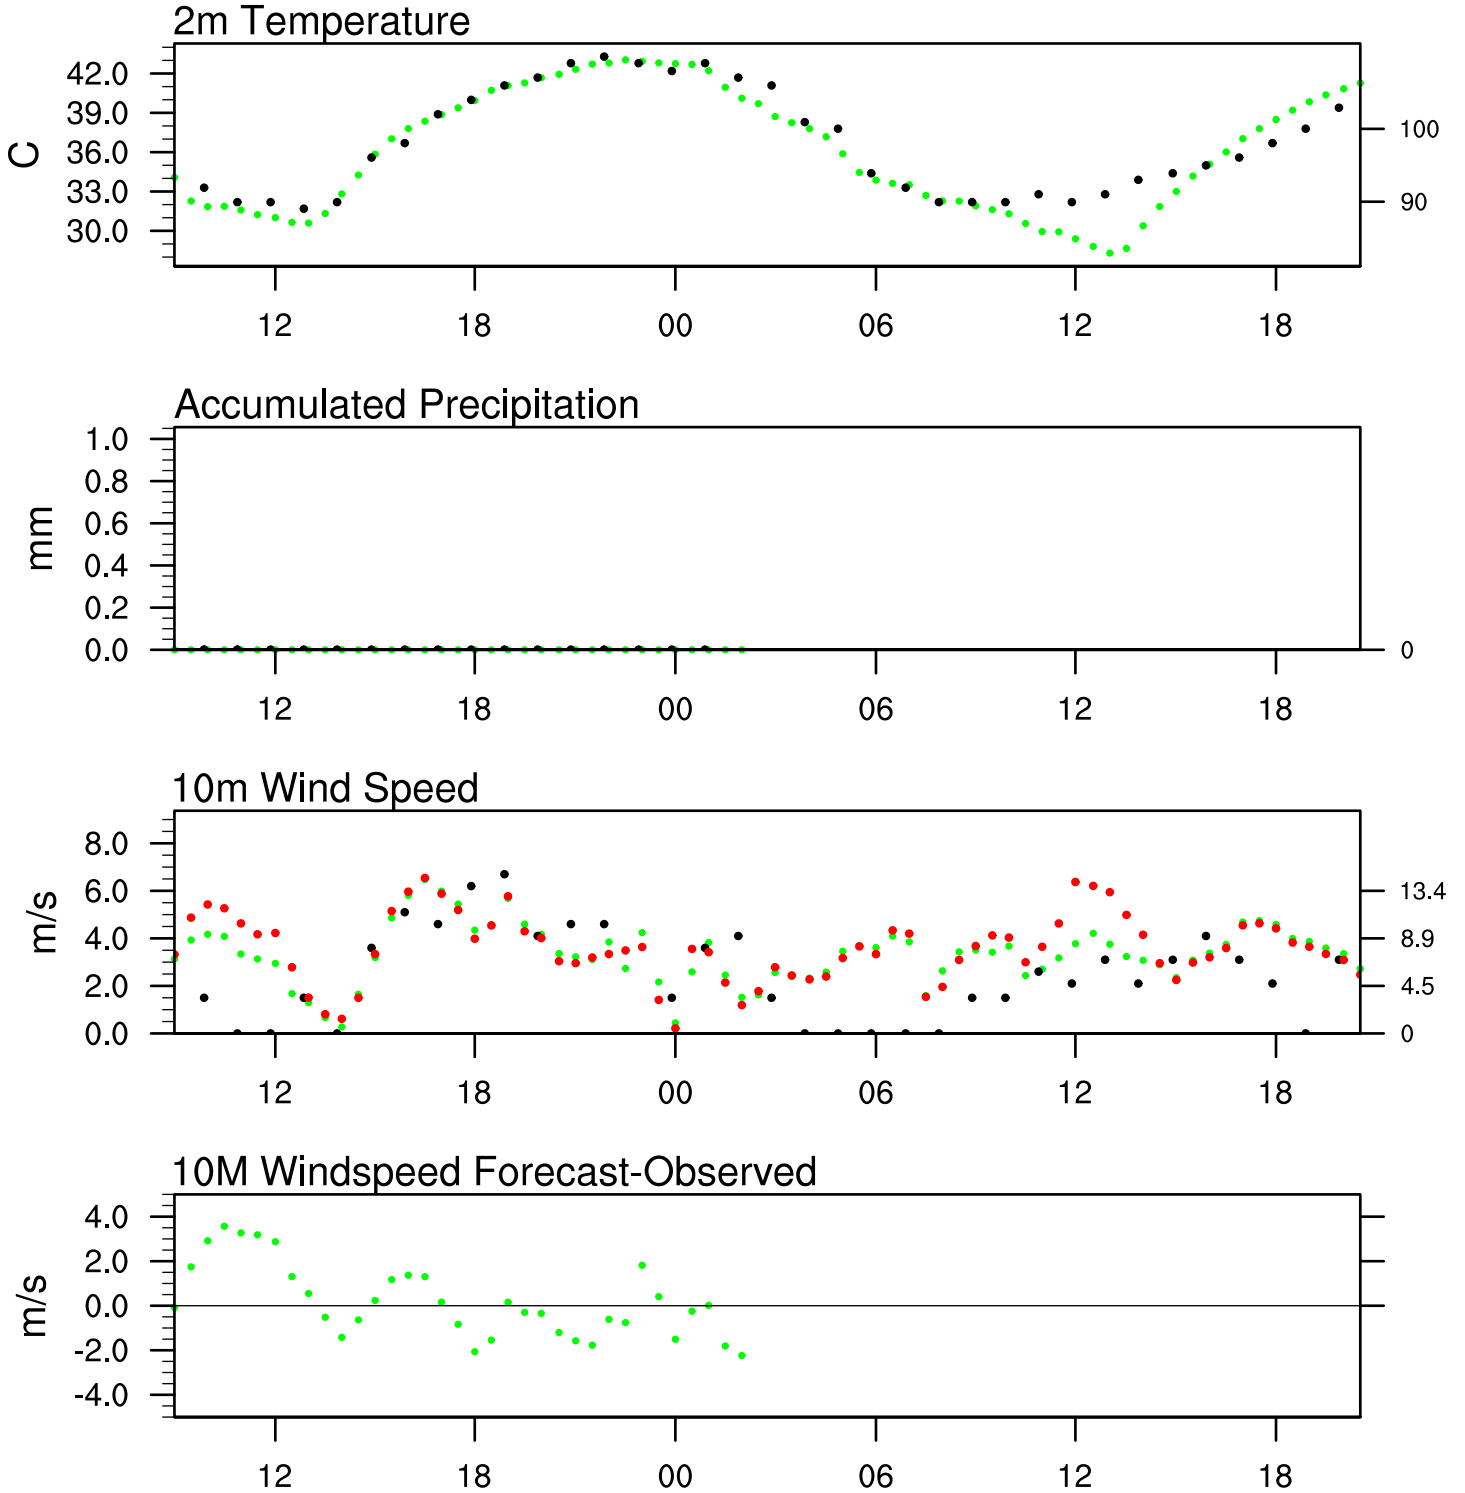 2m Temperature
42.0
39.0
36.0
33.0
30.0
C
100
90
12 18 00 06 12 18
Accumulated Precipitation
1.0
0.8
0.6
0.4
0.2
0.0
mm
0
12 18 00 06 12 18
10m Wind Speed
8.0
6.0
4.0
2.0
0.0
m/s
13.4
8.9
4.5
0
12 18 00 06 12 18
10M Windspeed Forecast-Observed
4.0
2.0
0.0
-2.0
-4.0
m/s
12 18 00 06 12 18